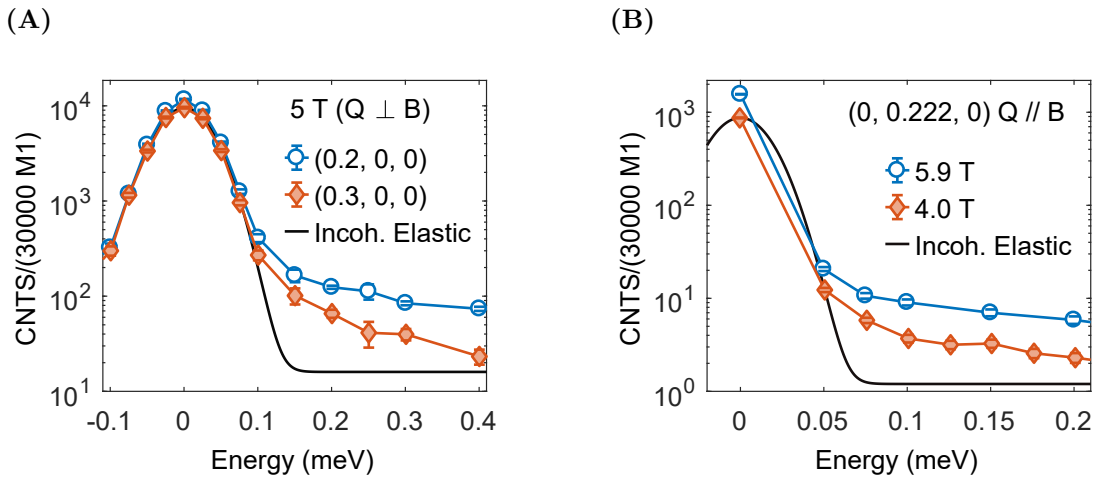 (A)
CNTS/(30000 M1)
10^4
10^3
10^2
10^1
5 T (Q ⊥ B)
(0.2, 0, 0)
(0.3, 0, 0)
Incoh. Elastic
-0.1 0 0.1 0.2 0.3 0.4
Energy (meV)
(B)
CNTS/(30000 M1)
10^3
10^2
10^1
10^0
(0, 0.222, 0) Q // B
5.9 T
4.0 T
Incoh. Elastic
0 0.05 0.1 0.15 0.2
Energy (meV)